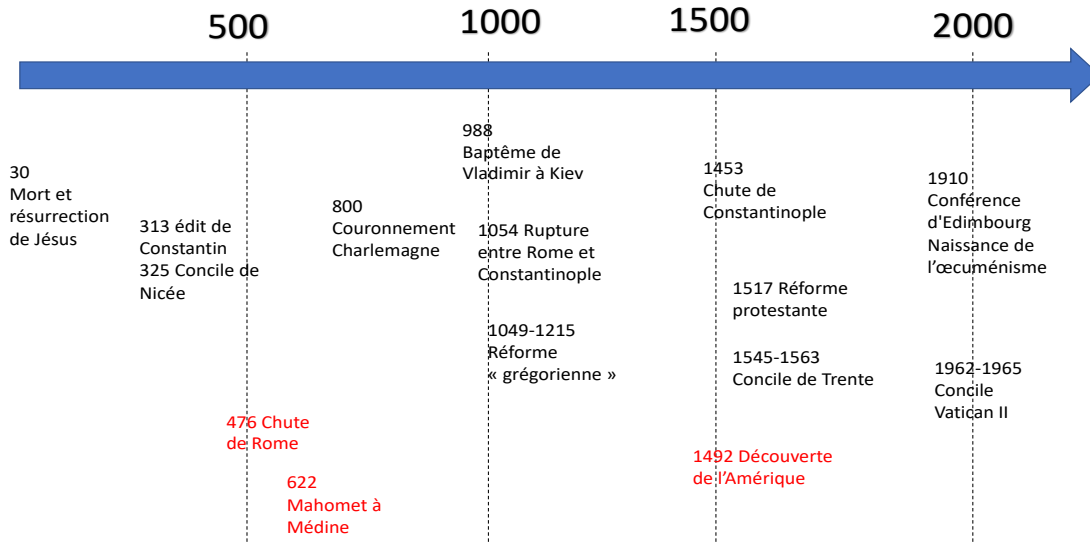 500
1000
1500
2000
30
Mort et
résurrection
de Jésus
313 édit de
Constantin
325 Concile de
Nicée
476 Chute
de Rome
622
Mahomet à
Médine
800
Couronnement
Charlemagne
988
Baptême de
Vladimir à Kiev
1054 Rupture
entre Rome et
Constantinople
1049-1215
Réforme
« grégorienne »
1453
Chute de
Constantinople
1517 Réforme
protestante
1545-1563
Concile de Trente
1492 Découverte
de l’Amérique
1910
Conférence
d'Edimbourg
Naissance de
l’œcuménisme
1962-1965
Concile
Vatican II